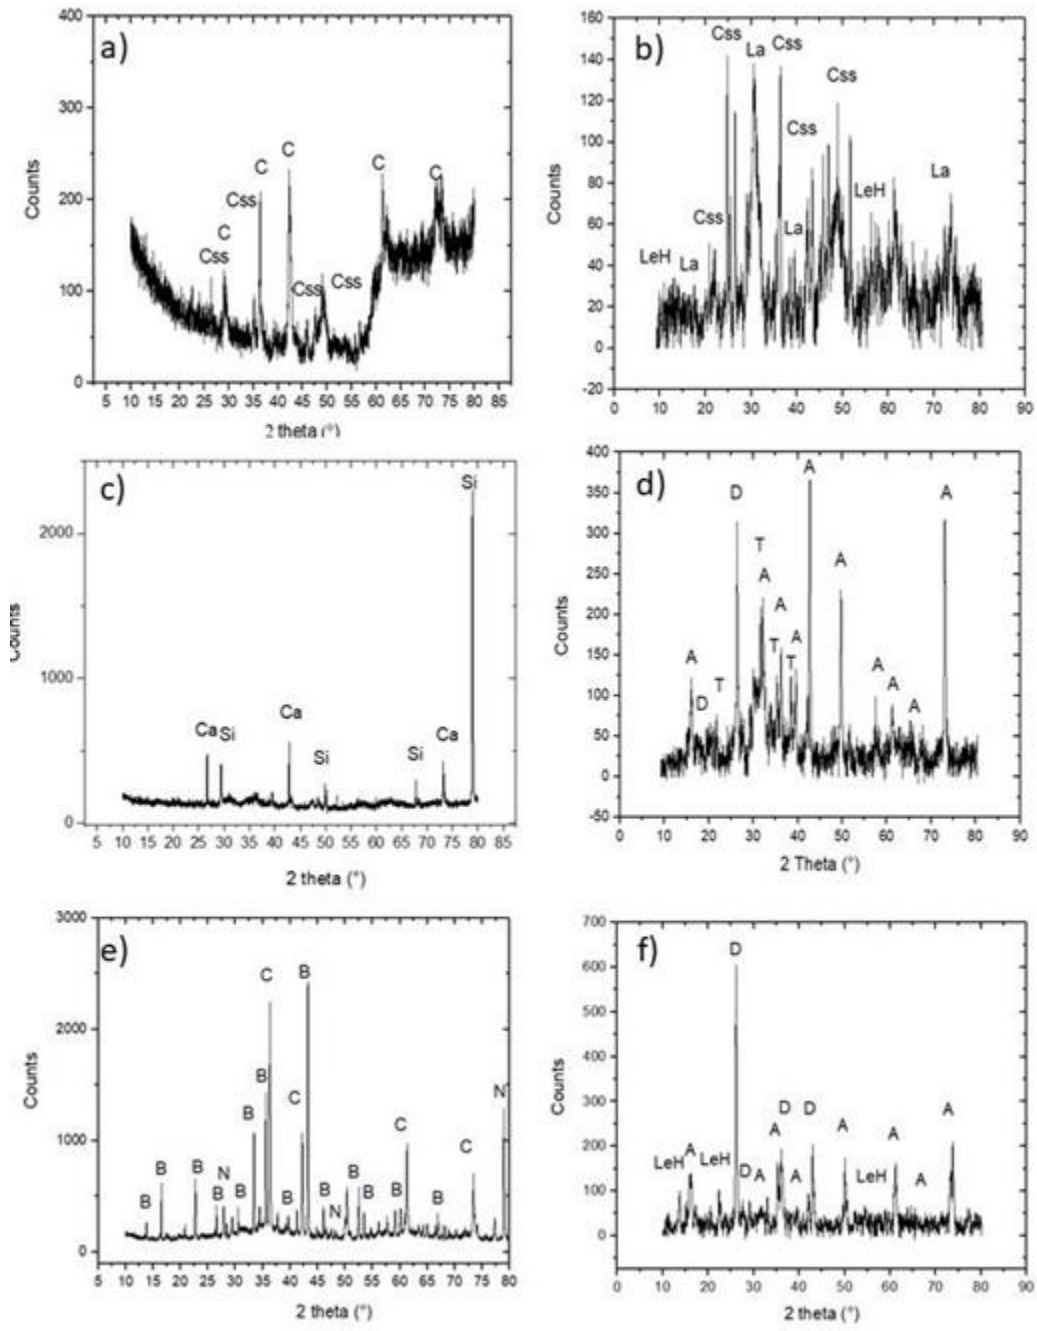 a)
400
300
200
100
0
Counts
C
C
C
C
C
Css
Css
Css
Css
5 10 15 20 25 30 35 40 45 50 55 60 65 70 75 80 85
2 theta (°)
b)
160
140
120
100
80
60
40
20
0
-20
Counts
Css
La
Css
Css
Css
LeH
La
Css
La
LeH
La
0 10 20 30 40 50 60 70 80 90
2 theta (°)
c)
2000
1000
0
Counts
Si
Ca
Ca
Si
Si
Si
Ca
5 10 15 20 25 30 35 40 45 50 55 60 65 70 75 80 85
2 theta (°)
d)
400
350
300
250
200
150
100
50
0
-50
Counts
A
D
A
T
A
A
A
T
A
A
T
T
D
A
A
A
0 10 20 30 40 50 60 70 80 90
2 Theta (°)
e)
3000
2000
1000
0
Counts
C
B
B
N
C
B
C
C
B
B
N
B
B
B
B
B
B
B
B
B
N
5 10 15 20 25 30 35 40 45 50 55 60 65 70 75 80
2 theta (°)
f)
700
600
500
400
300
200
100
0
Counts
D
D
D
A
A
A
A
LeH
A
LeH
D
A
A
LeH
A
0 10 20 30 40 50 60 70 80 90
2 theta (°)